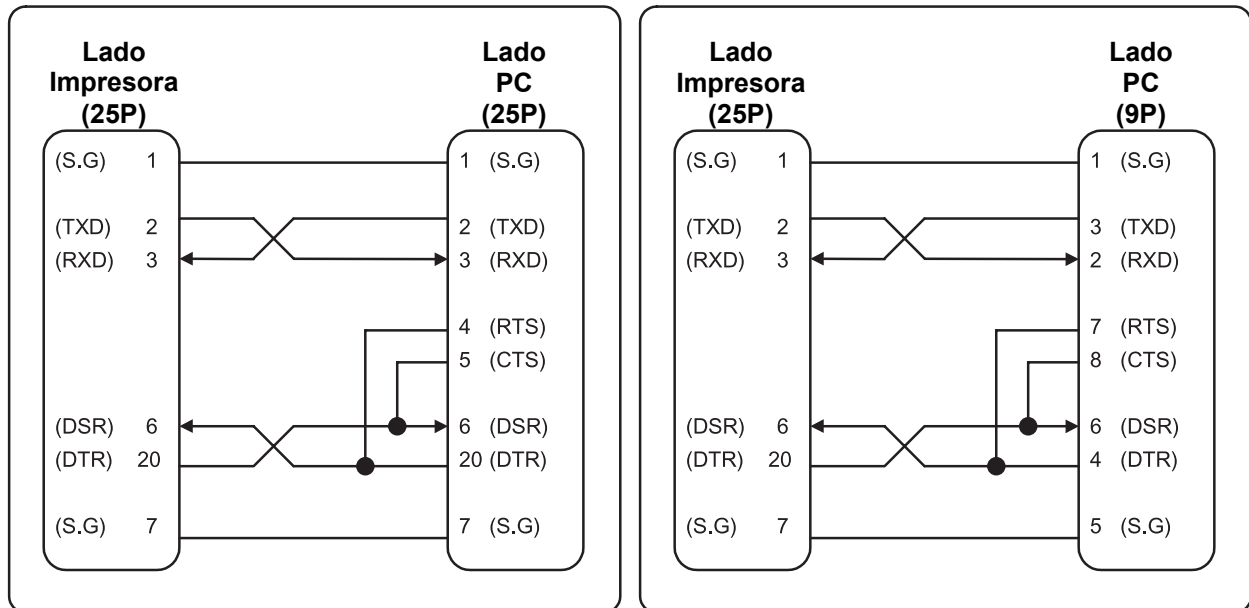 Lado
Impresora
(25P)
Lado
PC
(25P)
(S.G) 1
1 (S.G)
(TXD) 2
2 (TXD)
(RXD) 3
3 (RXD)
4 (RTS)
5 (CTS)
(DSR) 6
6 (DSR)
(DTR) 20
20 (DTR)
(S.G) 7
7 (S.G)
Lado
Impresora
(25P)
Lado
PC
(9P)
(S.G) 1
1 (S.G)
(TXD) 2
3 (TXD)
(RXD) 3
2 (RXD)
7 (RTS)
8 (CTS)
(DSR) 6
6 (DSR)
(DTR) 20
4 (DTR)
(S.G) 7
5 (S.G)